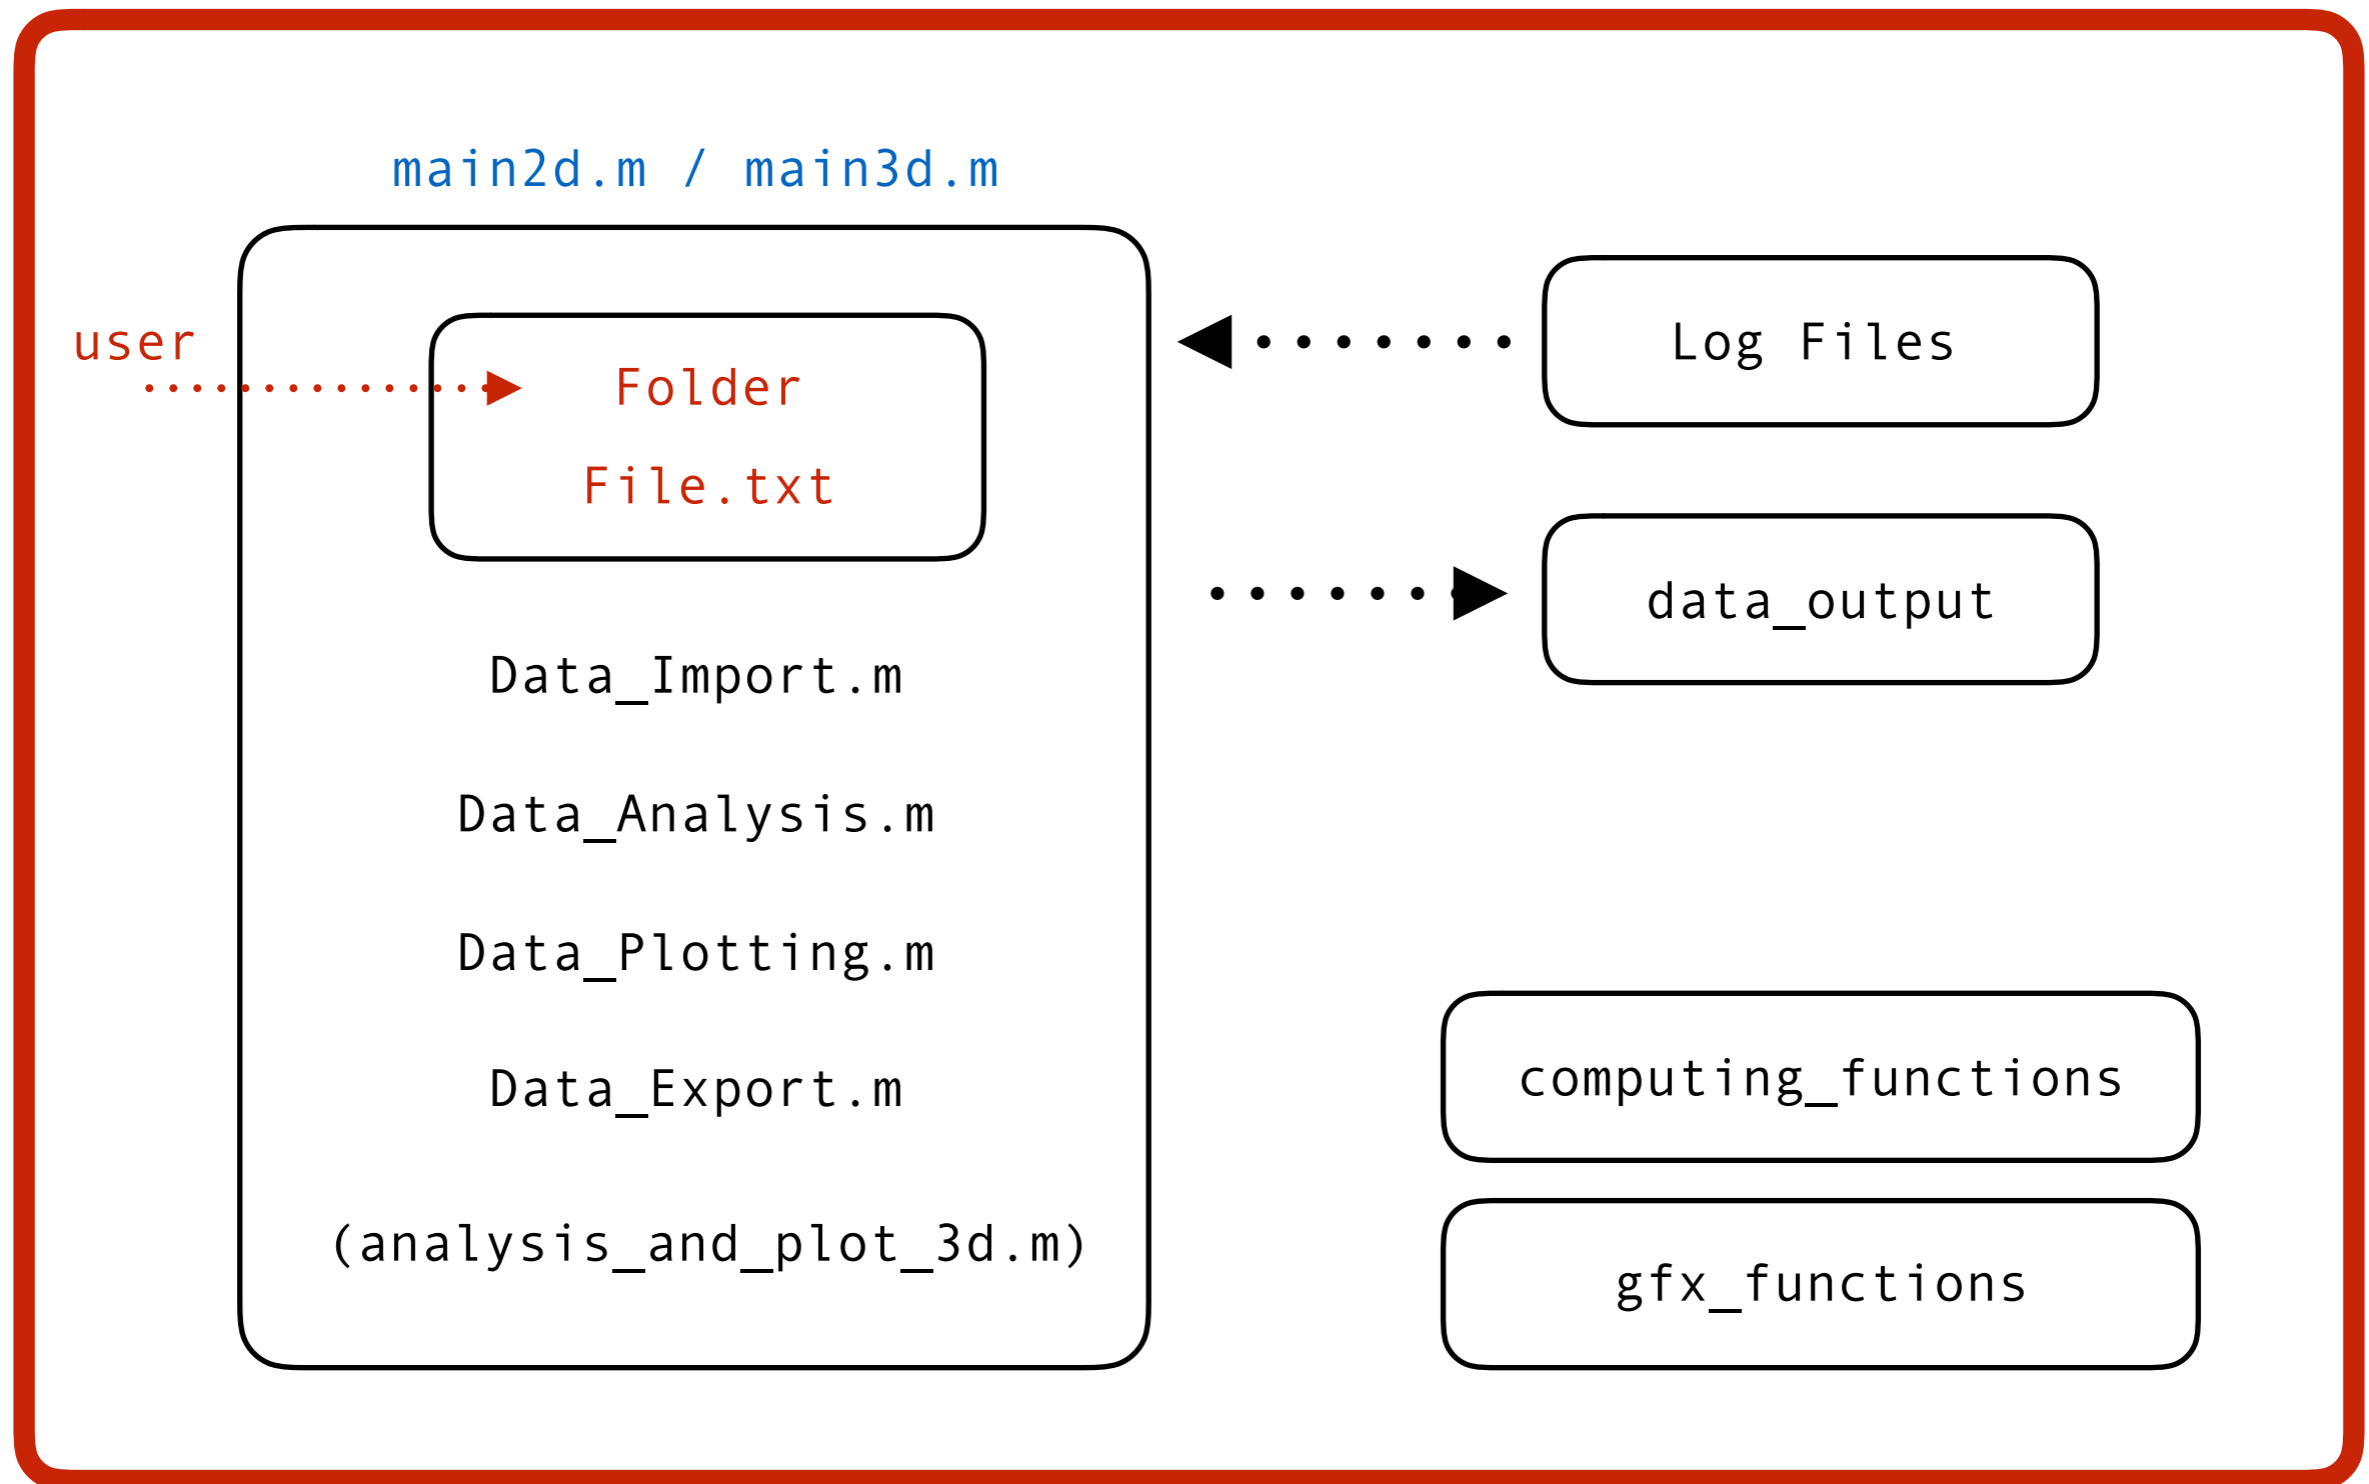 main2d.m / main3d.m
user
Folder
File.txt
Data_Import.m
Data_Analysis.m
Data_Plotting.m
Data_Export.m
(analysis_and_plot_3d.m)
Log Files
data_output
computing_functions
gfx_functions